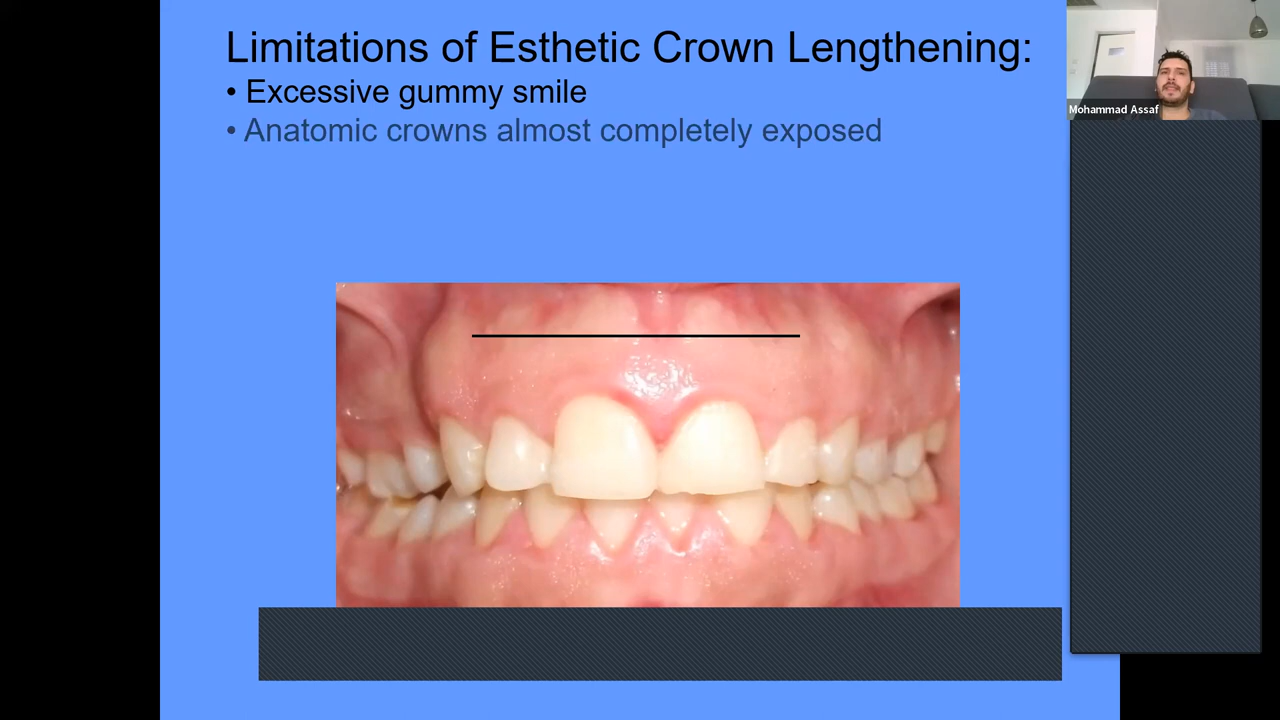 Limitations of Esthetic Crown Lengthening:
• Excessive gummy smile
• Anatomic crowns almost completely exposed
Mohammad Assaf